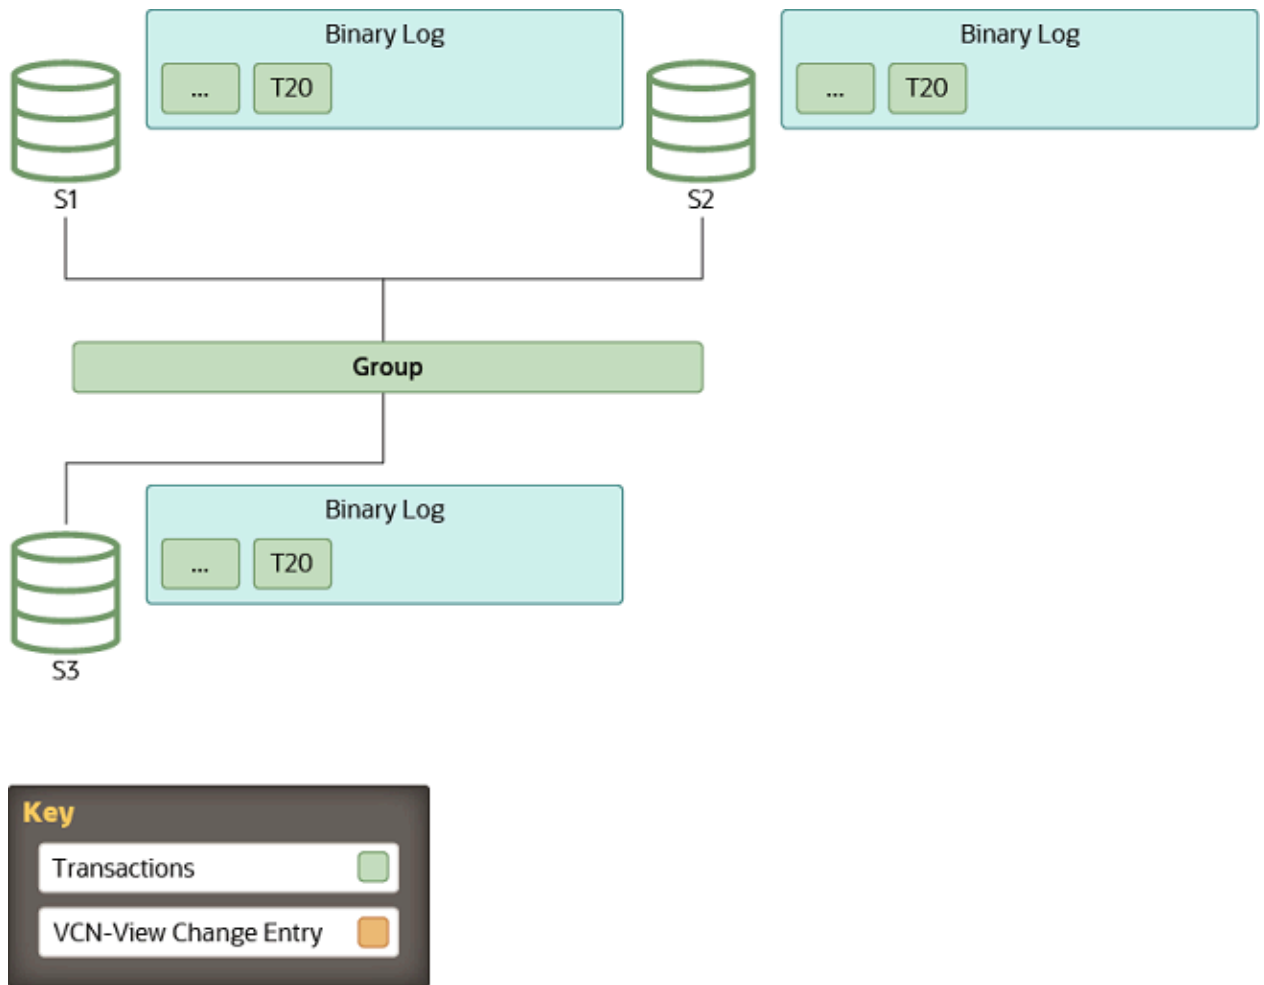 Binary Log
... T20
S1
Binary Log
... T20
S2
Group
Binary Log
... T20
S3
Key
Transactions
VCN-View Change Entry